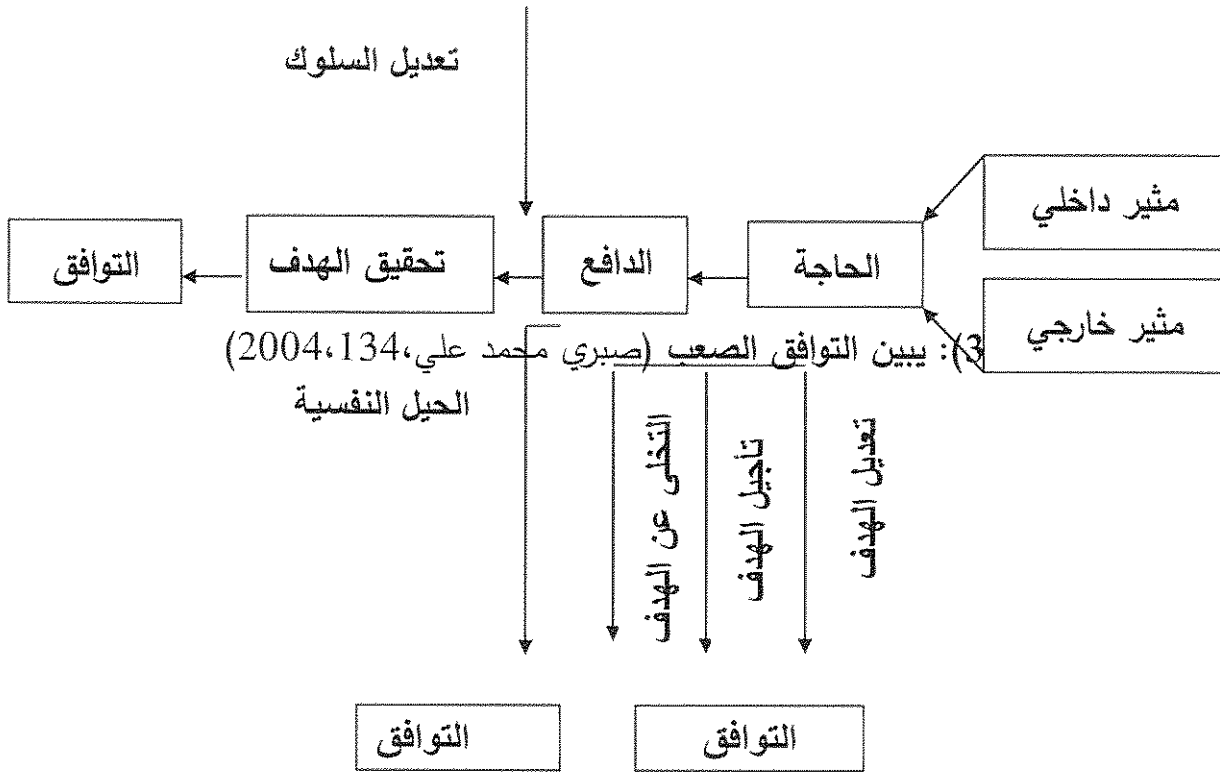 تعديل السلوك
مثير داخلي
مثير خارجي
الحاجة
الدافع
تحقيق الهدف
التوافق
3): يبين التوافق الصعب (صبري محمد علي،2004،134)
الحيل النفسية
تعديل الهدف
تأجيل الهدف
التخلى عن الهدف
التوافق
التوافق